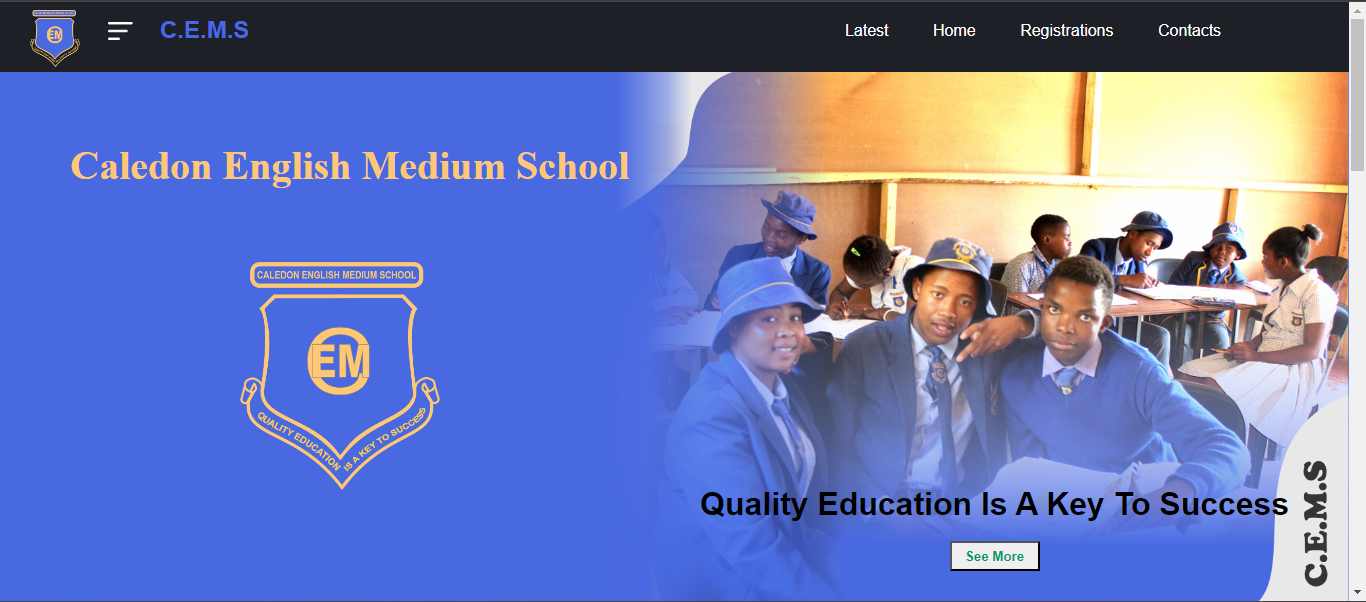 C.E.M.S
Latest
Home
Registrations
Contacts
Caledon English Medium School
CALEDON ENGLISH MEDIUM SCHOOL
EM
QUALITY EDUCATION IS A KEY TO SUCCESS
Quality Education Is A Key To Success
See More
C.E.M.S